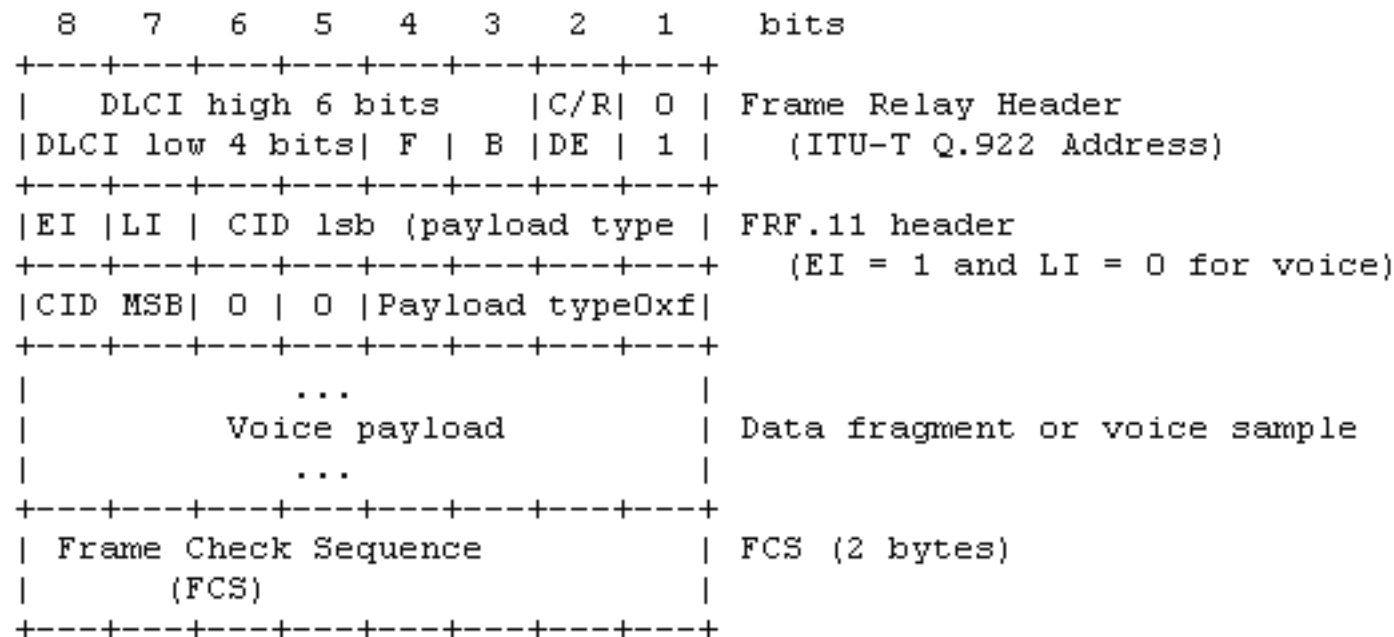 8   7   6   5   4   3   2   1    bits
+---+---+---+---+---+---+---+---+
|   DLCI high 6 bits    |C/R| 0 | Frame Relay Header
|DLCI low 4 bits| F | B |DE | 1 |   (ITU-T Q.922 Address)
+---+---+---+---+---+---+---+---+
|EI |LI | CID lsb (payload type | FRF.11 header
+---+---+---+---+---+---+---+---+   (EI = 1 and LI = 0 for voice)
|CID MSB| 0 | 0 |Payload type0xf|
+---+---+---+---+---+---+---+---+
|            ...                |
|         Voice payload         | Data fragment or voice sample
|            ...                |
+---+---+---+---+---+---+---+---+
| Frame Check Sequence          | FCS (2 bytes)
|      (FCS)                    |
+---+---+---+---+---+---+---+---+